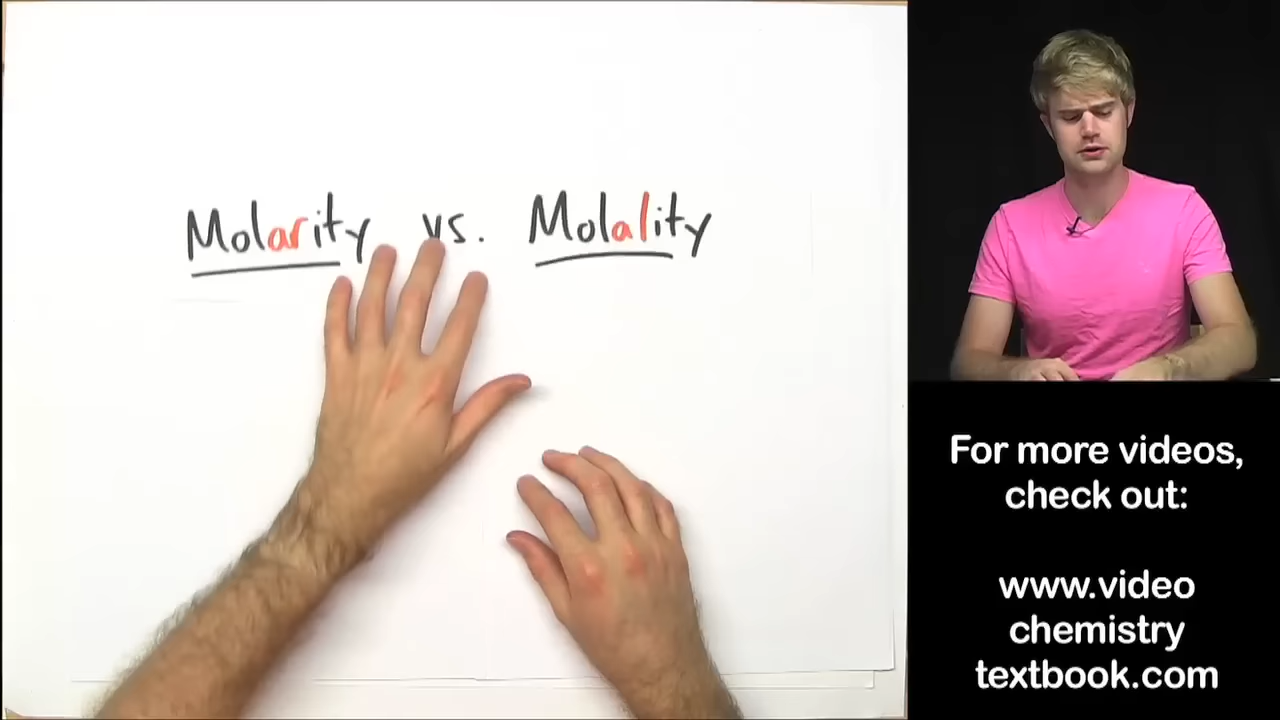 Molarity vs. Molality
For more videos,
check out:
www.video
chemistry
textbook.com